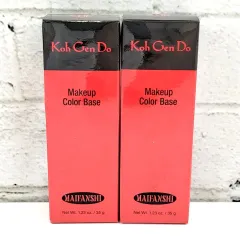 Koh Gen Do
Makeup
Color Base
MAIFANSHI
Koh Gen Do
Makeup
Color Base
MAIFANSHI